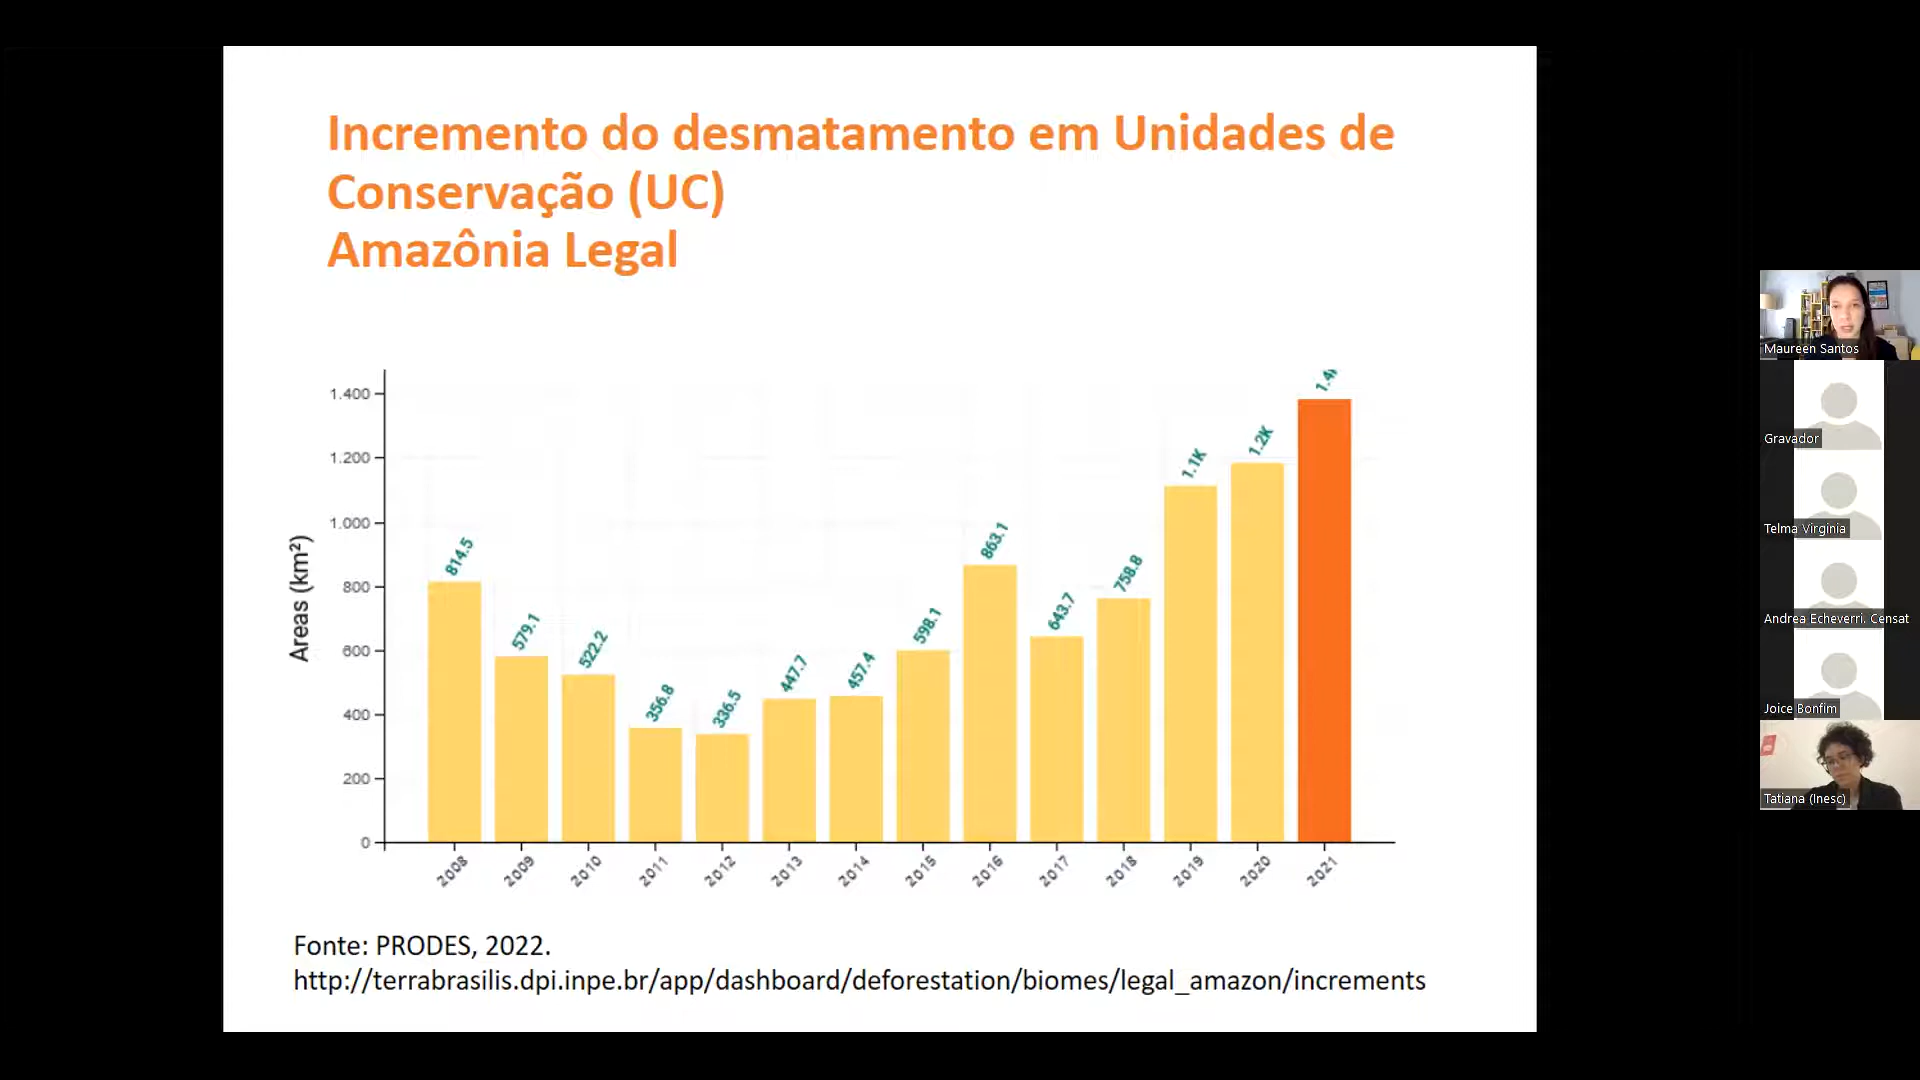 Incremento do desmatamento em Unidades de
Conservação (UC)
Amazônia Legal
Areas (km²)
1.400
1.200
1.000
800
600
400
200
0
814.5
579.1
522.2
356.8
336.5
447.7
457.4
598.1
863.1
643.7
758.8
1.1K
1.2K
2008
2009
2010
2011
2012
2013
2014
2015
2016
2017
2018
2019
2020
2021
Fonte: PRODES, 2022.
http://terrabrasilis.dpi.inpe.br/app/dashboard/deforestation/biomes/legal_amazon/increments
Maureen Santos
Gravador
Telma Virginia
Andrea Echeverri. Censat
Joice Bonfim
Tatiana (Inesc)